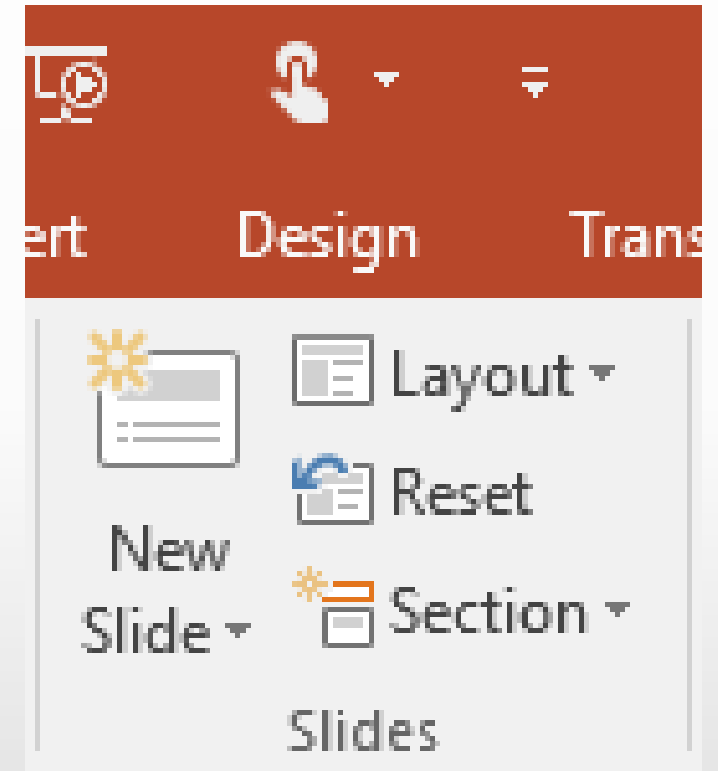 ert Design Trans
Layout
Reset
New
Slide
Section
Slides